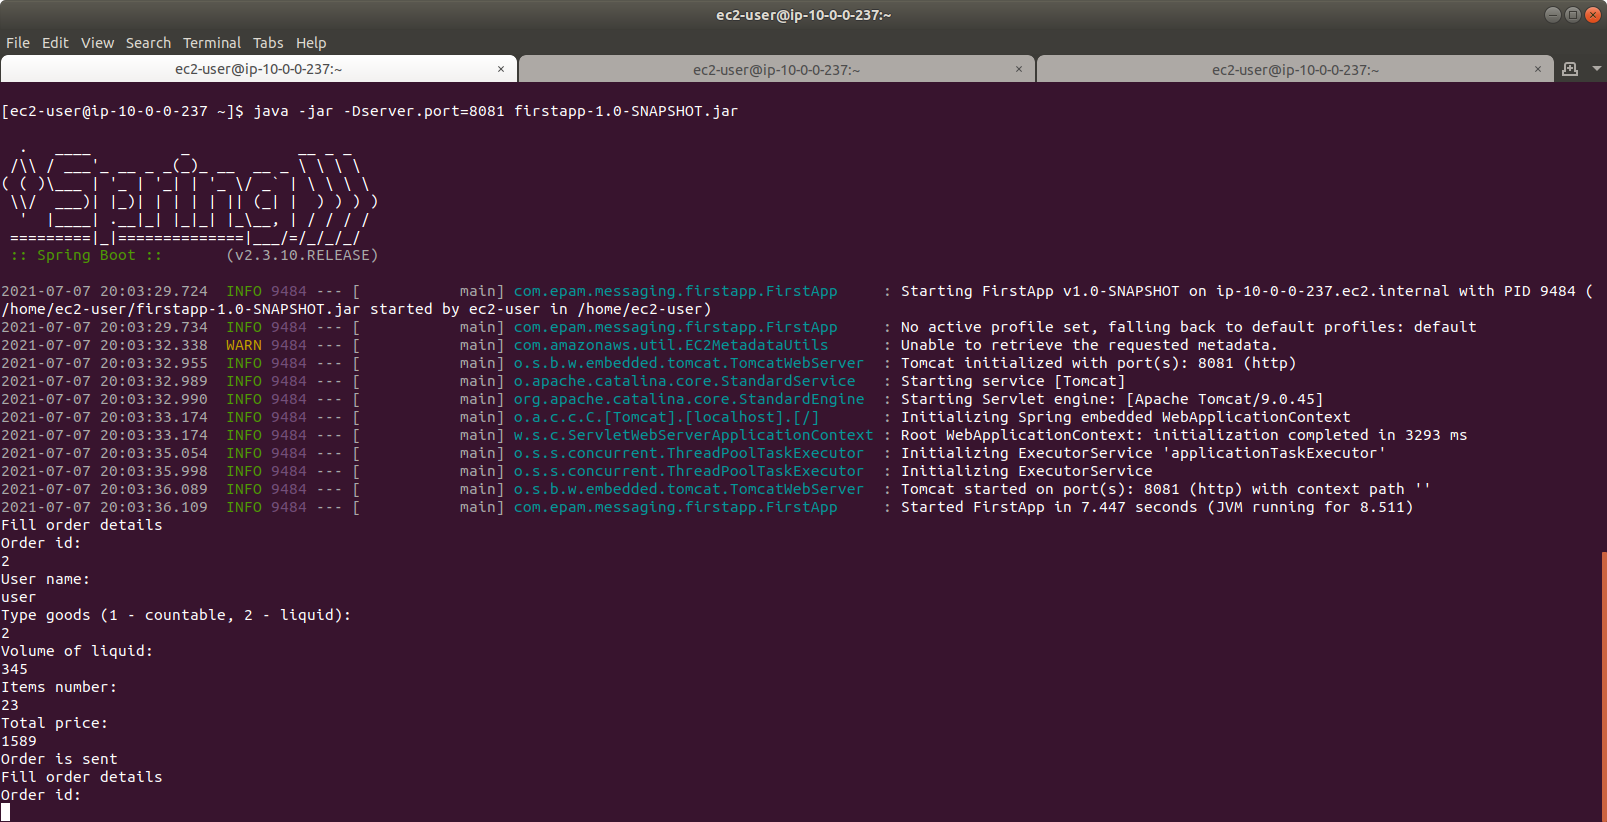 ec2-user@ip-10-0-0-237:~
File Edit View Search Terminal Tabs Help
ec2-user@ip-10-0-0-237:~ × ec2-user@ip-10-0-0-237:~ × ec2-user@ip-10-0-0-237:~ ×
[ec2-user@ip-10-0-0-237 ~]$ java -jar -Dserver.port=8081 firstapp-1.0-SNAPSHOT.jar
  .   ____          _            __ _ _
 /\\ / ___'_ __ _ _(_)_ __  __ _ \ \ \ \
( ( )\___ | '_ | '_| | '_ \/ _` | \ \ \ \
 \\/  ___)| |_)| | | | | || (_| |  ) ) ) )
  '  |____| .__|_| |_|_| |_\__, | / / / /
 =========|_|==============|___/=/_/_/_/
 :: Spring Boot ::       (v2.3.10.RELEASE)
2021-07-07 20:03:29.724  INFO 9484 --- [           main] com.epam.messaging.firstapp.FirstApp     : Starting FirstApp v1.0-SNAPSHOT on ip-10-0-0-237.ec2.internal with PID 9484 (
/home/ec2-user/firstapp-1.0-SNAPSHOT.jar started by ec2-user in /home/ec2-user)
2021-07-07 20:03:29.734  INFO 9484 --- [           main] com.epam.messaging.firstapp.FirstApp     : No active profile set, falling back to default profiles: default
2021-07-07 20:03:32.338  WARN 9484 --- [           main] com.amazonaws.util.EC2MetadataUtils      : Unable to retrieve the requested metadata.
2021-07-07 20:03:32.955  INFO 9484 --- [           main] o.s.b.w.embedded.tomcat.TomcatWebServer  : Tomcat initialized with port(s): 8081 (http)
2021-07-07 20:03:32.989  INFO 9484 --- [           main] o.apache.catalina.core.StandardService   : Starting service [Tomcat]
2021-07-07 20:03:32.990  INFO 9484 --- [           main] org.apache.catalina.core.StandardEngine  : Starting Servlet engine: [Apache Tomcat/9.0.45]
2021-07-07 20:03:33.174  INFO 9484 --- [           main] o.a.c.c.C.[Tomcat].[localhost].[/]       : Initializing Spring embedded WebApplicationContext
2021-07-07 20:03:33.174  INFO 9484 --- [           main] w.s.c.ServletWebServerApplicationContext : Root WebApplicationContext: initialization completed in 3293 ms
2021-07-07 20:03:35.054  INFO 9484 --- [           main] o.s.s.concurrent.ThreadPoolTaskExecutor  : Initializing ExecutorService 'applicationTaskExecutor'
2021-07-07 20:03:35.998  INFO 9484 --- [           main] o.s.s.concurrent.ThreadPoolTaskExecutor  : Initializing ExecutorService
2021-07-07 20:03:36.089  INFO 9484 --- [           main] o.s.b.w.embedded.tomcat.TomcatWebServer  : Tomcat started on port(s): 8081 (http) with context path ''
2021-07-07 20:03:36.109  INFO 9484 --- [           main] com.epam.messaging.firstapp.FirstApp     : Started FirstApp in 7.447 seconds (JVM running for 8.511)
Fill order details
Order id:
2
User name:
user
Type goods (1 - countable, 2 - liquid):
2
Volume of liquid:
345
Items number:
23
Total price:
1589
Order is sent
Fill order details
Order id: